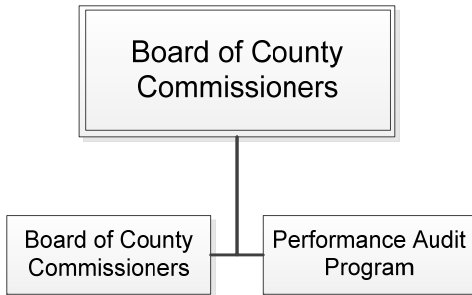 Board of County
Commissioners
Board of County
Commissioners
Performance Audit
Program